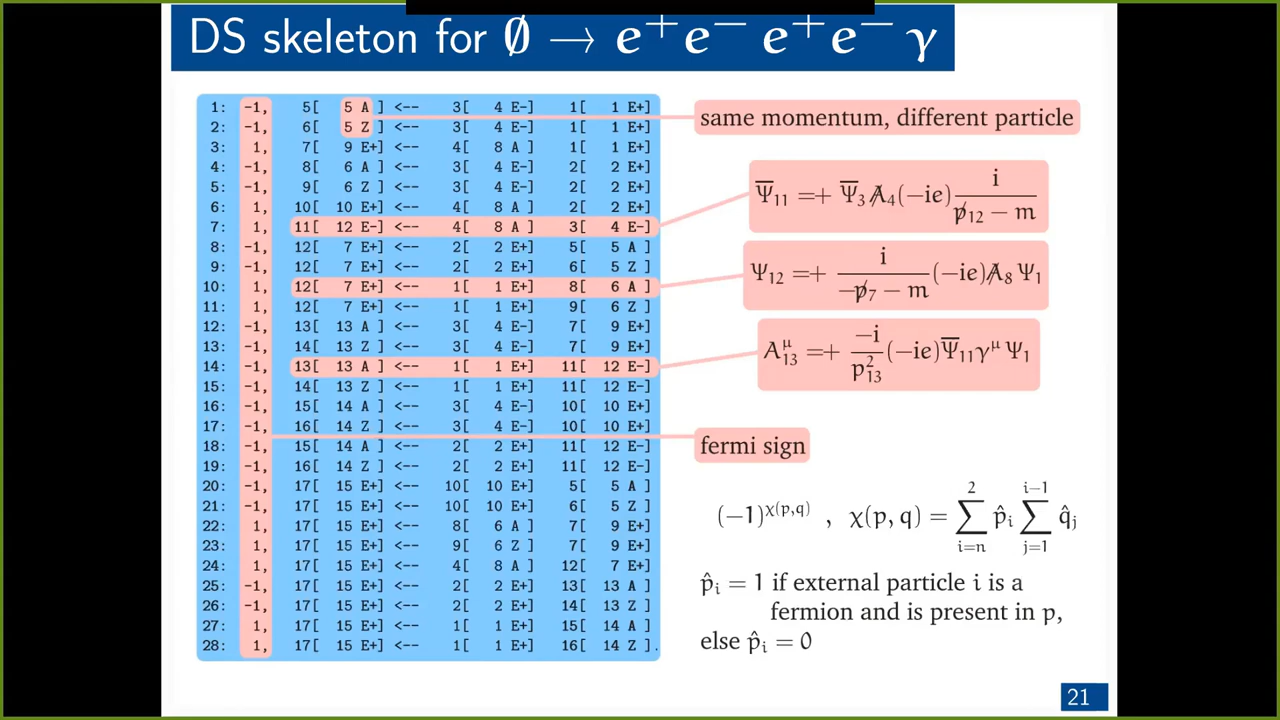 DS skeleton for ∅ → e⁺e⁻ e⁺e⁻ γ
1: -1, 5[ 5 A ] <-- 3[ 4 E-] 1[ 1 E+]
2: -1, 6[ 5 Z ] <-- 3[ 4 E-] 1[ 1 E+]
3: 1, 7[ 9 E+] <-- 4[ 8 A ] 1[ 1 E+]
4: -1, 8[ 6 A ] <-- 3[ 4 E-] 2[ 2 E+]
5: -1, 9[ 6 Z ] <-- 3[ 4 E-] 2[ 2 E+]
6: 1, 10[ 10 E+] <-- 4[ 8 A ] 2[ 2 E+]
7: 1, 11[ 12 E-] <-- 4[ 8 A ] 3[ 4 E-]
8: -1, 12[ 7 E+] <-- 2[ 2 E+] 5[ 5 A ]
9: -1, 12[ 7 E+] <-- 2[ 2 E+] 6[ 5 Z ]
10: 1, 12[ 7 E+] <-- 1[ 1 E+] 8[ 6 A ]
11: 1, 12[ 7 E+] <-- 1[ 1 E+] 9[ 6 Z ]
12: -1, 13[ 13 A ] <-- 3[ 4 E-] 7[ 9 E+]
13: -1, 14[ 13 Z ] <-- 3[ 4 E-] 7[ 9 E+]
14: -1, 13[ 13 A ] <-- 1[ 1 E+] 11[ 12 E-]
15: -1, 14[ 13 Z ] <-- 1[ 1 E+] 11[ 12 E-]
16: -1, 15[ 14 A ] <-- 3[ 4 E-] 10[ 10 E+]
17: -1, 16[ 14 Z ] <-- 3[ 4 E-] 10[ 10 E+]
18: -1, 15[ 14 A ] <-- 2[ 2 E+] 11[ 12 E-]
19: -1, 16[ 14 Z ] <-- 2[ 2 E+] 11[ 12 E-]
20: -1, 17[ 15 E+] <-- 10[ 10 E+] 5[ 5 A ]
21: -1, 17[ 15 E+] <-- 10[ 10 E+] 6[ 5 Z ]
22: 1, 17[ 15 E+] <-- 8[ 6 A ] 7[ 9 E+]
23: 1, 17[ 15 E+] <-- 9[ 6 Z ] 7[ 9 E+]
24: 1, 17[ 15 E+] <-- 4[ 8 A ] 12[ 7 E+]
25: -1, 17[ 15 E+] <-- 2[ 2 E+] 13[ 13 A ]
26: -1, 17[ 15 E+] <-- 2[ 2 E+] 14[ 13 Z ]
27: 1, 17[ 15 E+] <-- 1[ 1 E+] 15[ 14 A ]
28: 1, 17[ 15 E+] <-- 1[ 1 E+] 16[ 14 Z ].
same momentum, different particle
Ψ̄₁₁ =+ Ψ̄₃ A̸₄(−ie) i / (p̸₁₂ − m)
Ψ₁₂ =+ i / (−p̸₇ − m) (−ie)A̸₈ Ψ₁
A₁₃^μ =+ −i / p₁₃² (−ie)Ψ̄₁₁γ^μ Ψ₁
fermi sign
(−1)^χ(p,q) , χ(p, q) = ∑_{i=n}^{2} p̂ᵢ ∑_{j=1}^{i−1} q̂ⱼ
p̂ᵢ = 1 if external particle i is a
fermion and is present in p,
else p̂ᵢ = 0
21